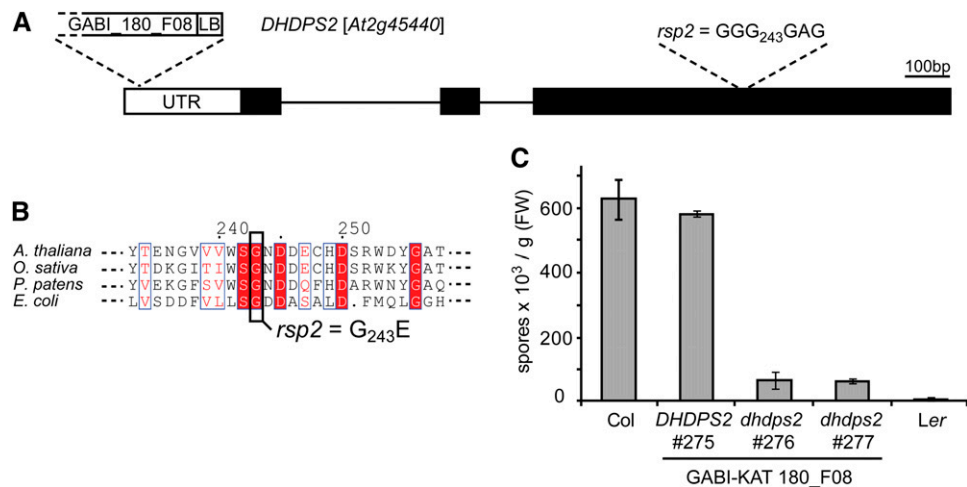 A
GABI_180_F08 LB
DHDPS2 [At2g45440]
rsp2 = GGG243GAG
100bp
UTR
B
240 . 250
A. thaliana YTENGVVVWSGNDDECHDSRWDYGAT
O. sativa YTDKGITIWSGNDDECHDSRWKYGAT
P. patens YVEKGFSVWSGNDDQFHDARWNYGAQ
E. coli LVSDDFVLLSGDDASALD.FMQLGGH
rsp2 = G243E
C
spores x 10³ / g (FW)
600
400
200
0
Col
DHDPS2 #275
dhdps2 #276
dhdps2 #277
Ler
GABI-KAT 180_F08